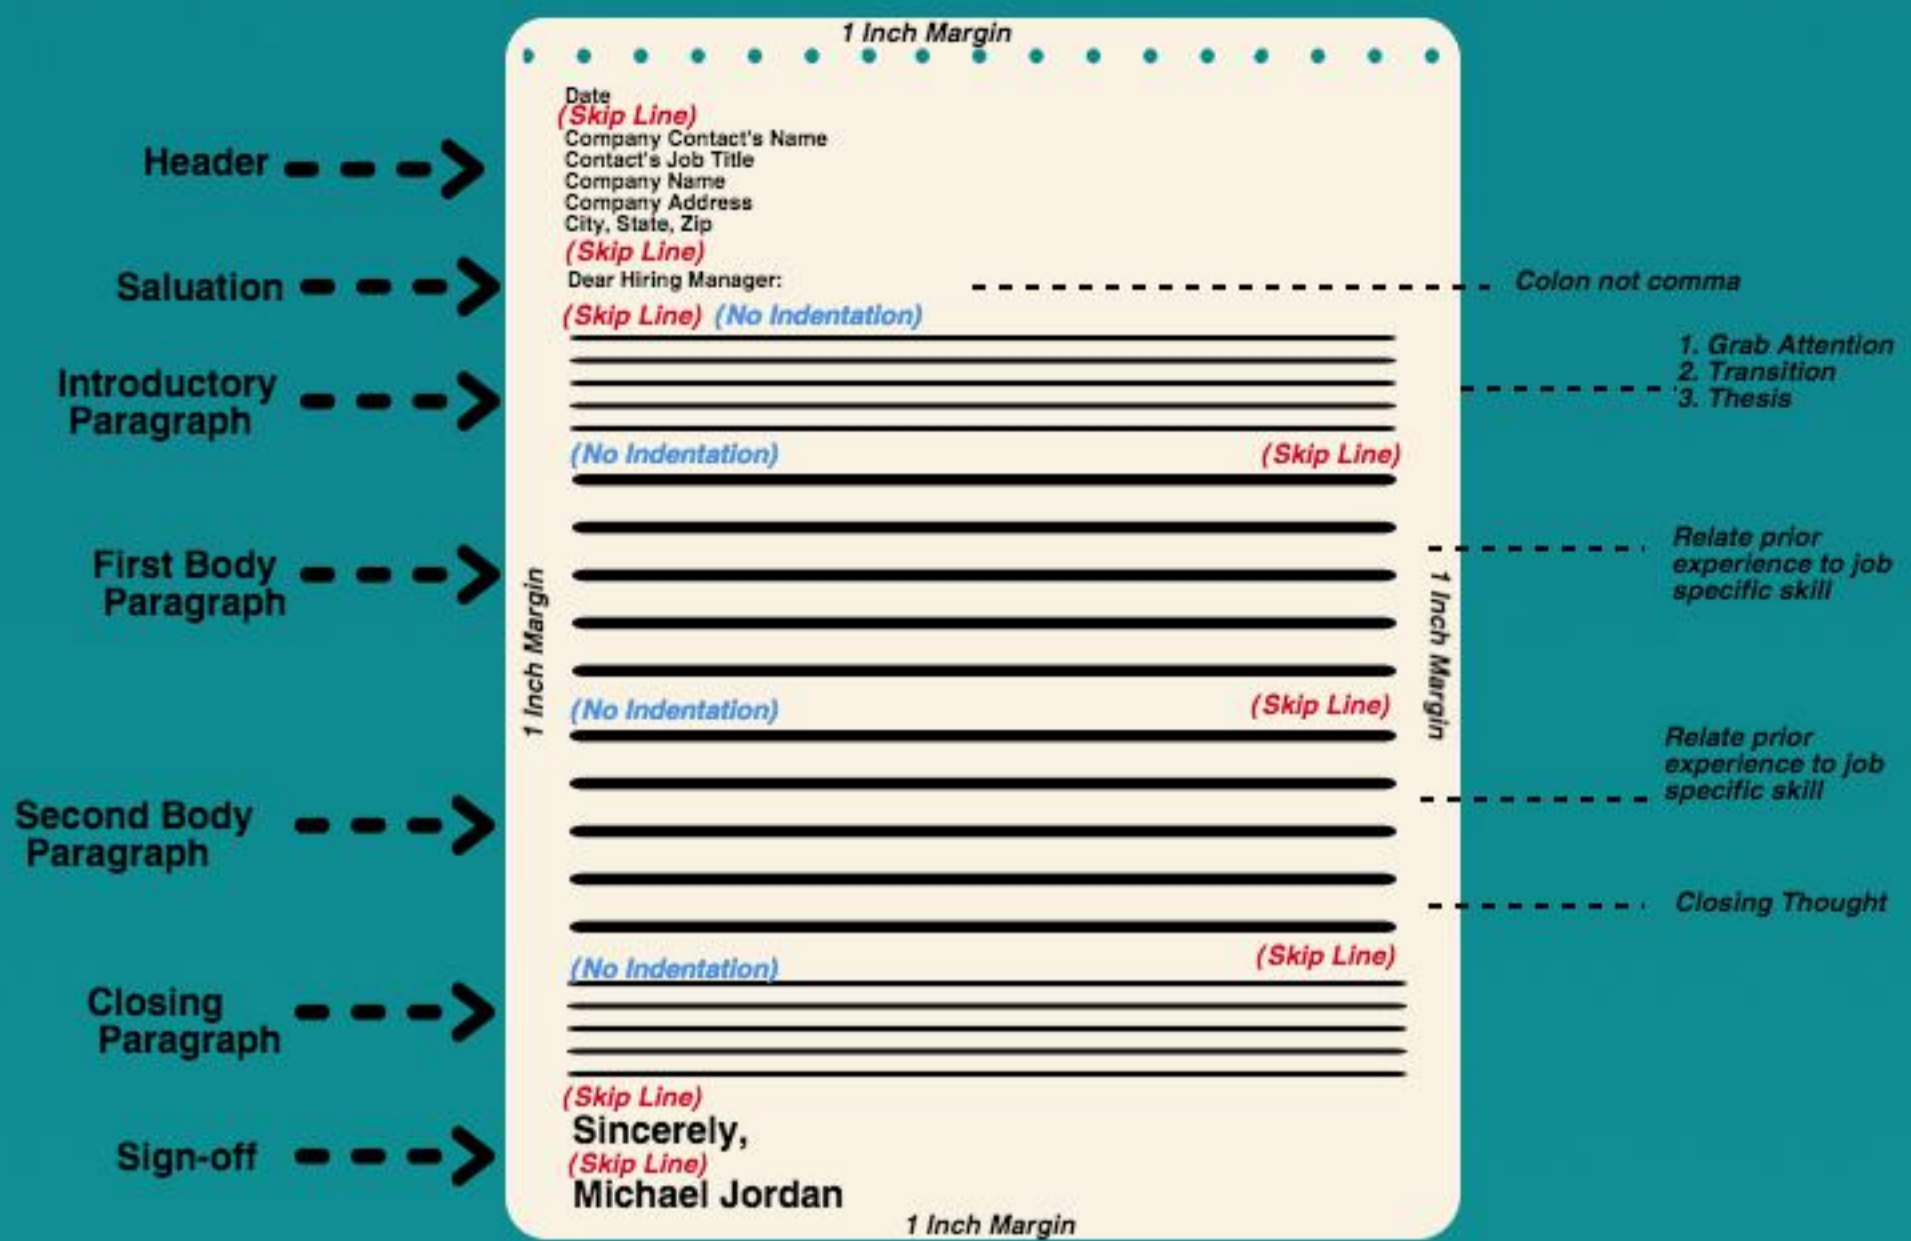 1 Inch Margin
Date
(Skip Line)
Company Contact's Name
Contact's Job Title
Company Name
Company Address
City, State, Zip
(Skip Line)
Dear Hiring Manager:
(Skip Line) (No Indentation)
(No Indentation) (Skip Line)
(No Indentation) (Skip Line)
(No Indentation) (Skip Line)
(Skip Line)
Sincerely,
(Skip Line)
Michael Jordan
1 Inch Margin
1 Inch Margin
1 Inch Margin
Header
Saluation
Introductory
Paragraph
First Body
Paragraph
Second Body
Paragraph
Closing
Paragraph
Sign-off
Colon not comma
1. Grab Attention
2. Transition
3. Thesis
Relate prior
experience to job
specific skill
Relate prior
experience to job
specific skill
Closing Thought